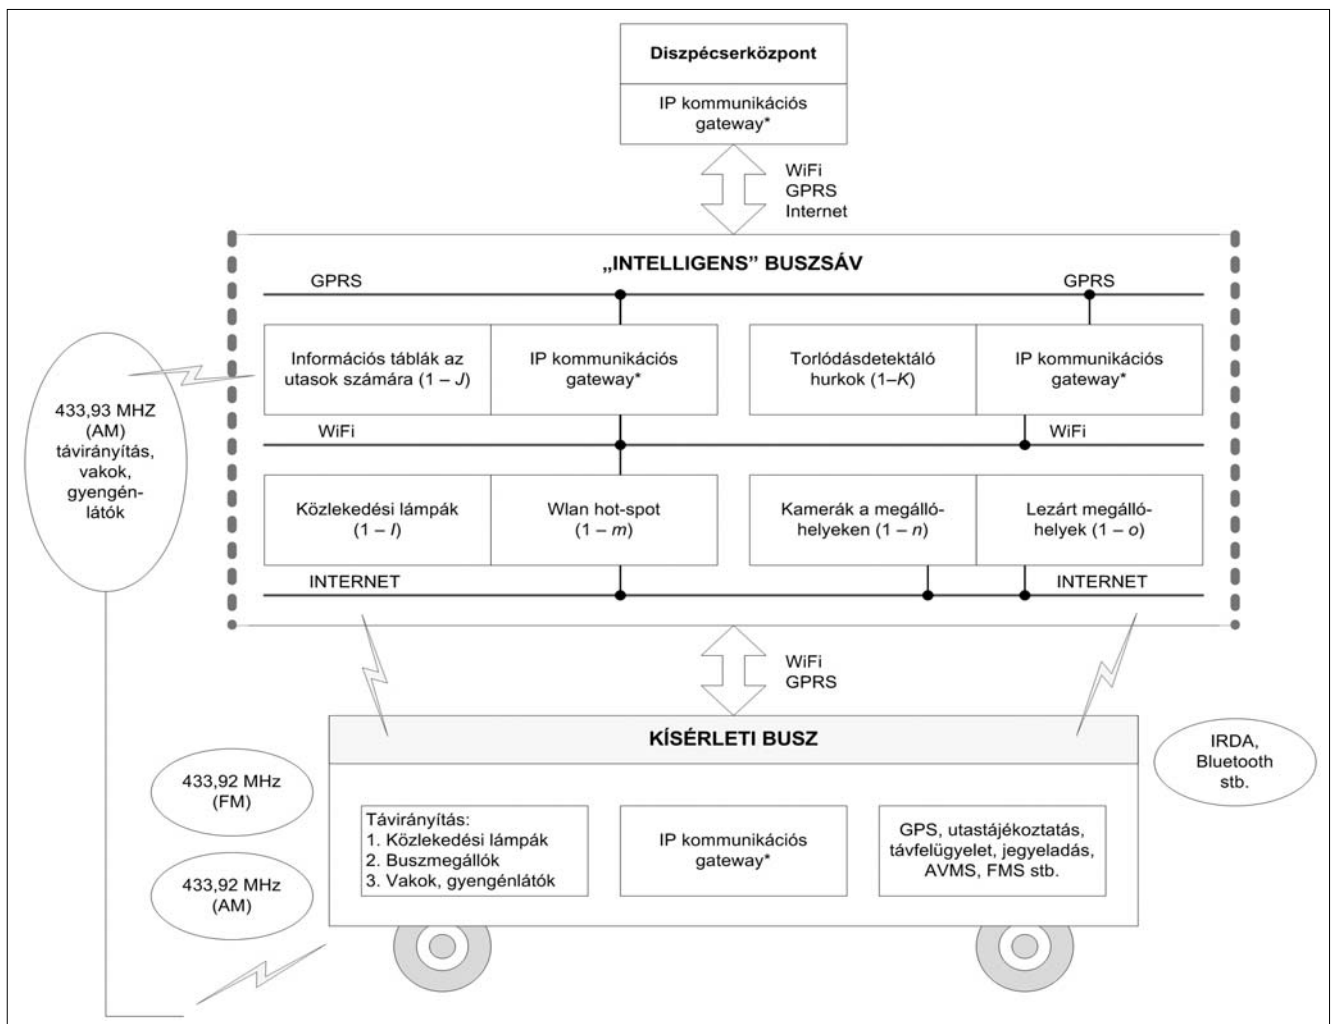 Diszpécserközpont
IP kommunikációs
gateway*
WiFi
GPRS
Internet
„INTELLIGENS” BUSZSÁV
GPRS
GPRS
Információs táblák az
utasok számára (1 – J)
IP kommunikációs
gateway*
Torlódásdetektáló
hurkok (1–K)
IP kommunikációs
gateway*
433,93 MHZ
(AM)
távirányítás,
vakok,
gyengén-
látók
WiFi
WiFi
Közlekedési lámpák
(1 – l)
Wlan hot-spot
(1 – m)
Kamerák a megálló-
helyeken (1 – n)
Lezárt megálló-
helyek (1 – o)
INTERNET
INTERNET
WiFi
GPRS
KÍSÉRLETI BUSZ
IRDA,
Bluetooth
stb.
433,92 MHz
(FM)
Távirányítás:
1. Közlekedési lámpák
2. Buszmegállók
3. Vakok, gyengénlátók
IP kommunikációs
gateway*
GPS, utastájékoztatás,
távfelügyelet, jegyeladás,
AVMS, FMS stb.
433,92 MHz
(AM)